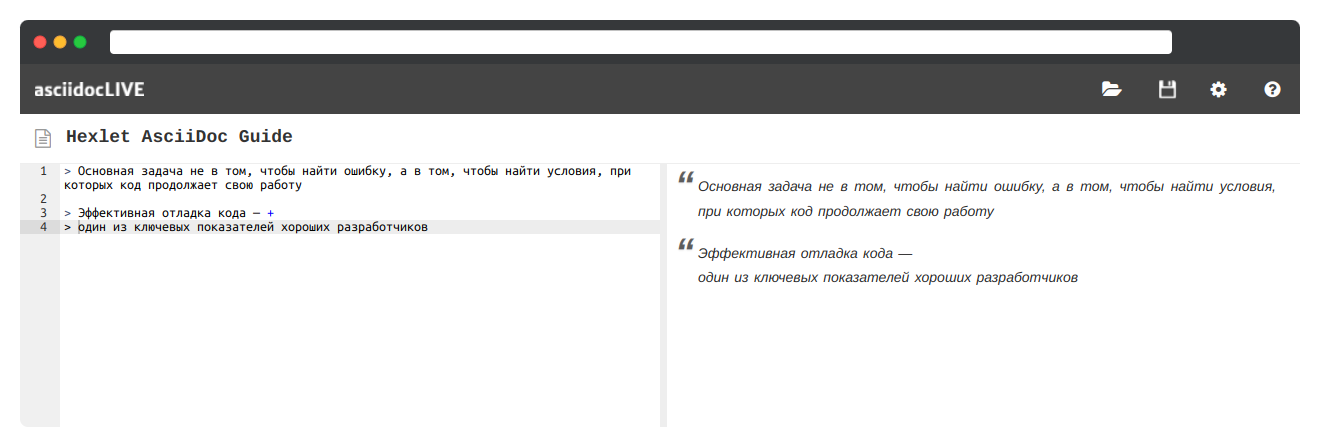 asciidocLIVE
Hexlet AsciiDoc Guide
1 > Основная задача не в том, чтобы найти ошибку, а в том, чтобы найти условия, при
которых код продолжает свою работу
2
3 > Эффективная отладка кода — +
4 > один из ключевых показателей хороших разработчиков
“ Основная задача не в том, чтобы найти ошибку, а в том, чтобы найти условия,
при которых код продолжает свою работу
“ Эффективная отладка кода —
один из ключевых показателей хороших разработчиков